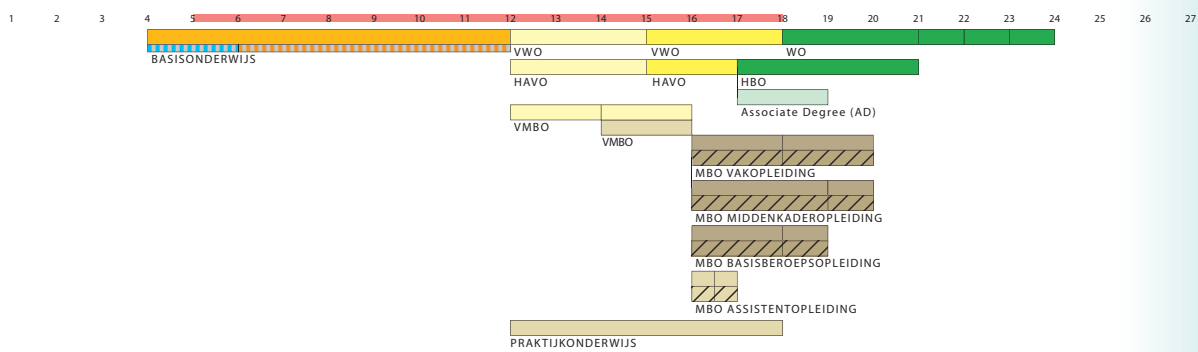 1 2 3 4 5 6 7 8 9 10 11 12 13 14 15 16 17 18 19 20 21 22 23 24 25 26 27
BASISONDERWIJS
VWO VWO WO
HAVO HAVO HBO
Associate Degree (AD)
VMBO
VMBO
MBO VAKOPLEIDING
MBO MIDDENKADEROPLEIDING
MBO BASISBEROEPSOPLEIDING
MBO ASSISTENTOPLEIDING
PRAKTIJKONDERWIJS